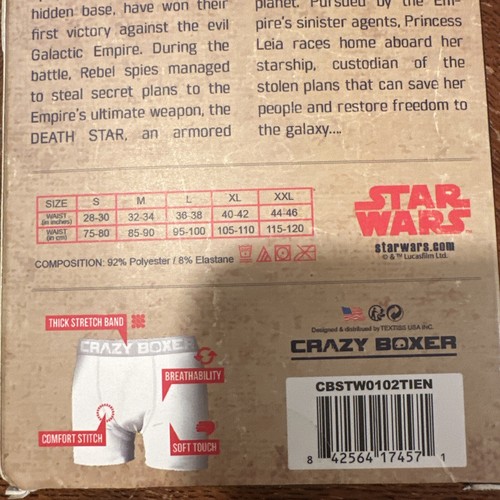 hidden base, have won their
first victory against the evil
Galactic Empire. During the
battle, Rebel spies managed
to steal secret plans to the
Empire's ultimate weapon, the
DEATH STAR, an armored
planet. Pursued by the Em-
pire's sinister agents, Princess
Leia races home aboard her
starship, custodian of the
stolen plans that can save her
people and restore freedom to
the galaxy....
SIZE S M L XL XXL
WAIST (in inches) 28-30 32-34 36-38 40-42 44-46
WAIST (in cm) 75-80 85-90 95-100 105-110 115-120
COMPOSITION: 92% Polyester / 8% Elastane
STAR
WARS
starwars.com
© & ™ Lucasfilm Ltd.
THICK STRETCH BAND
CRAZY BOXER
BREATHABILITY
COMFORT STITCH
SOFT TOUCH
Designed & distributed by TEXTISS USA INC.
CRAZY BOXER
CBSTW0102TIEN
8 42564 17457 1